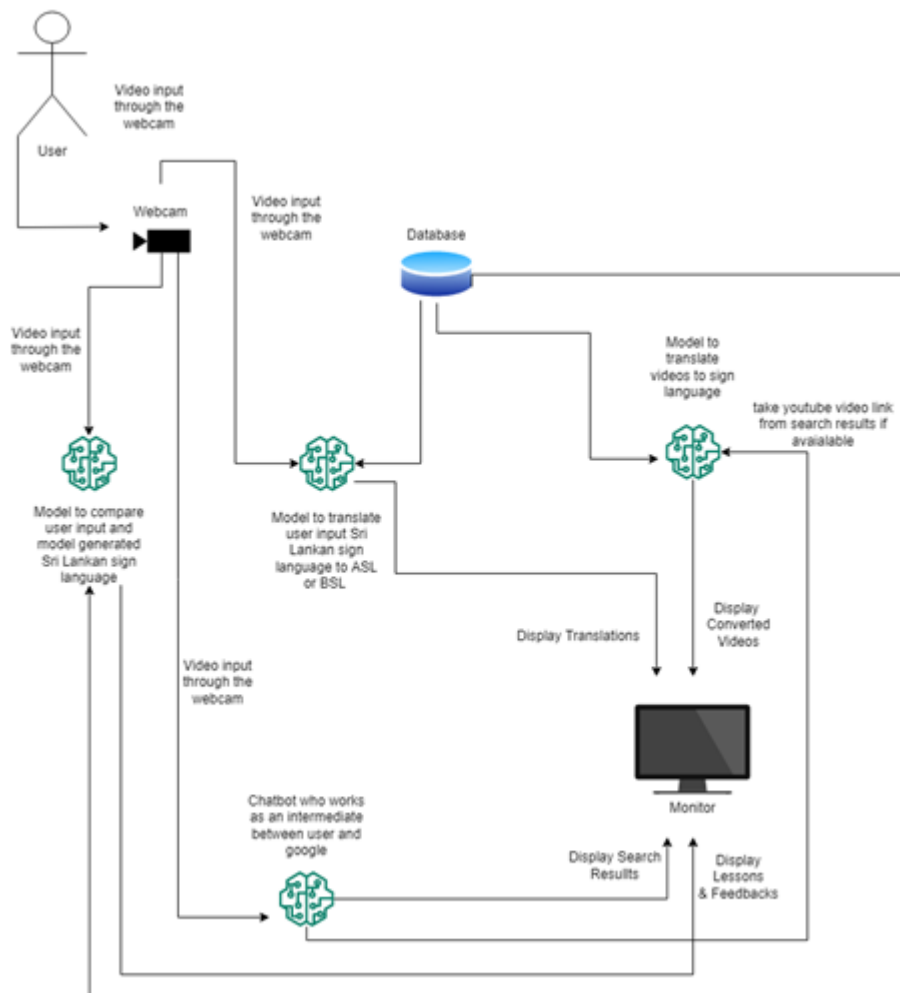 Video input
through the
webcam
User
Webcam
Video input
through the
webcam
Database
Video input
through the
webcam
Model to
translate
videos to sign
language
take youtube video link
from search results if
avaialable
Model to compare
user input and
model generated
Sri Lankan sign
language
Model to translate
user input Sri
Lankan sign
language to ASL
or BSL
Display Translations
Display
Converted
Videos
Video input
through the
webcam
Monitor
Chatbot who works
as an intermediate
between user and
google
Display Search
Resullts
Display
Lessons
& Feedbacks